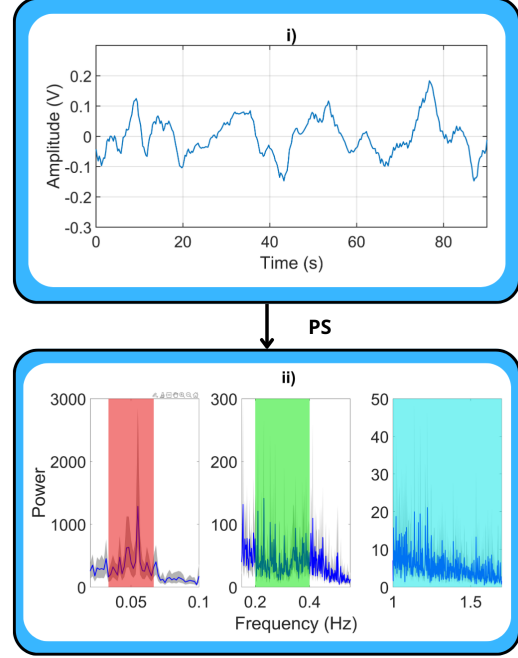 i)
0.2
0.1
0
-0.1
-0.2
-0.3
Amplitude (V)
0 20 40 60 80
Time (s)
PS
ii)
3000 300 50
40
2000 200 30
1000 100 20
10
0 0 0
Power
0.05 0.1 0.2 0.4 1 1.5
Frequency (Hz)